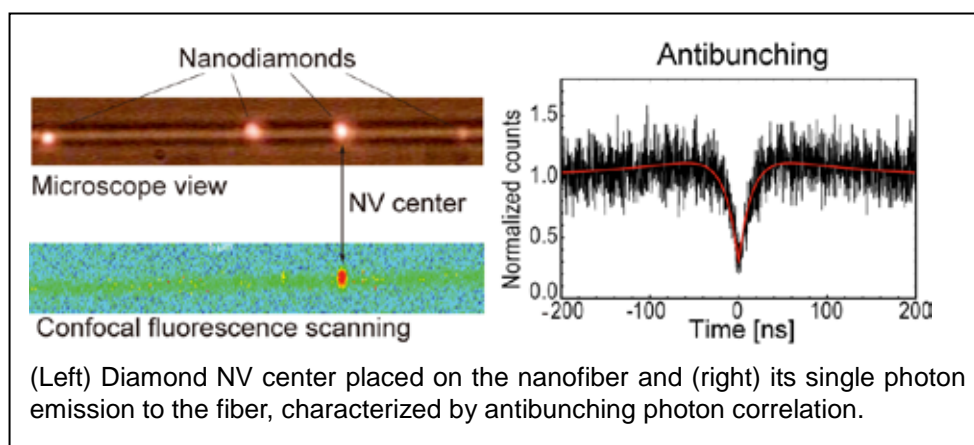 Nanodiamonds
Microscope view
NV center
Confocal fluorescence scanning
Antibunching
Normalized counts
1.5
1.0
0.5
0.0
-200 -100 0 100 200
Time [ns]
(Left) Diamond NV center placed on the nanofiber and (right) its single photon
emission to the fiber, characterized by antibunching photon correlation.